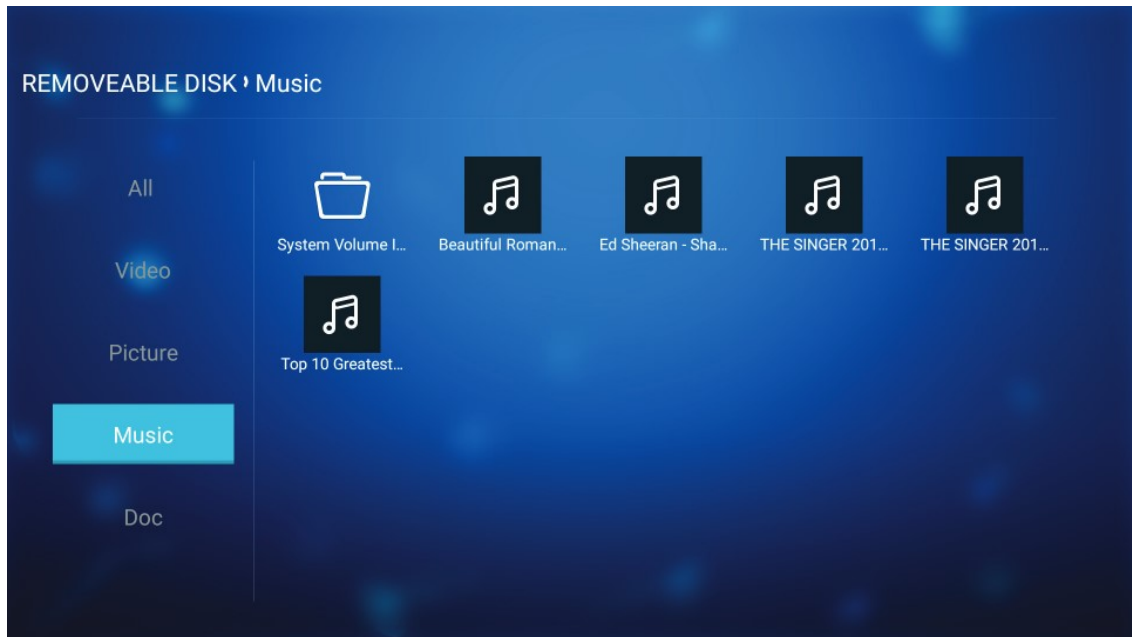 REMOVEABLE DISK Music
All
Video
Picture
Music
Doc
System Volume I...
Beautiful Roman...
Ed Sheeran - Sha...
THE SINGER 201...
THE SINGER 201...
Top 10 Greatest...